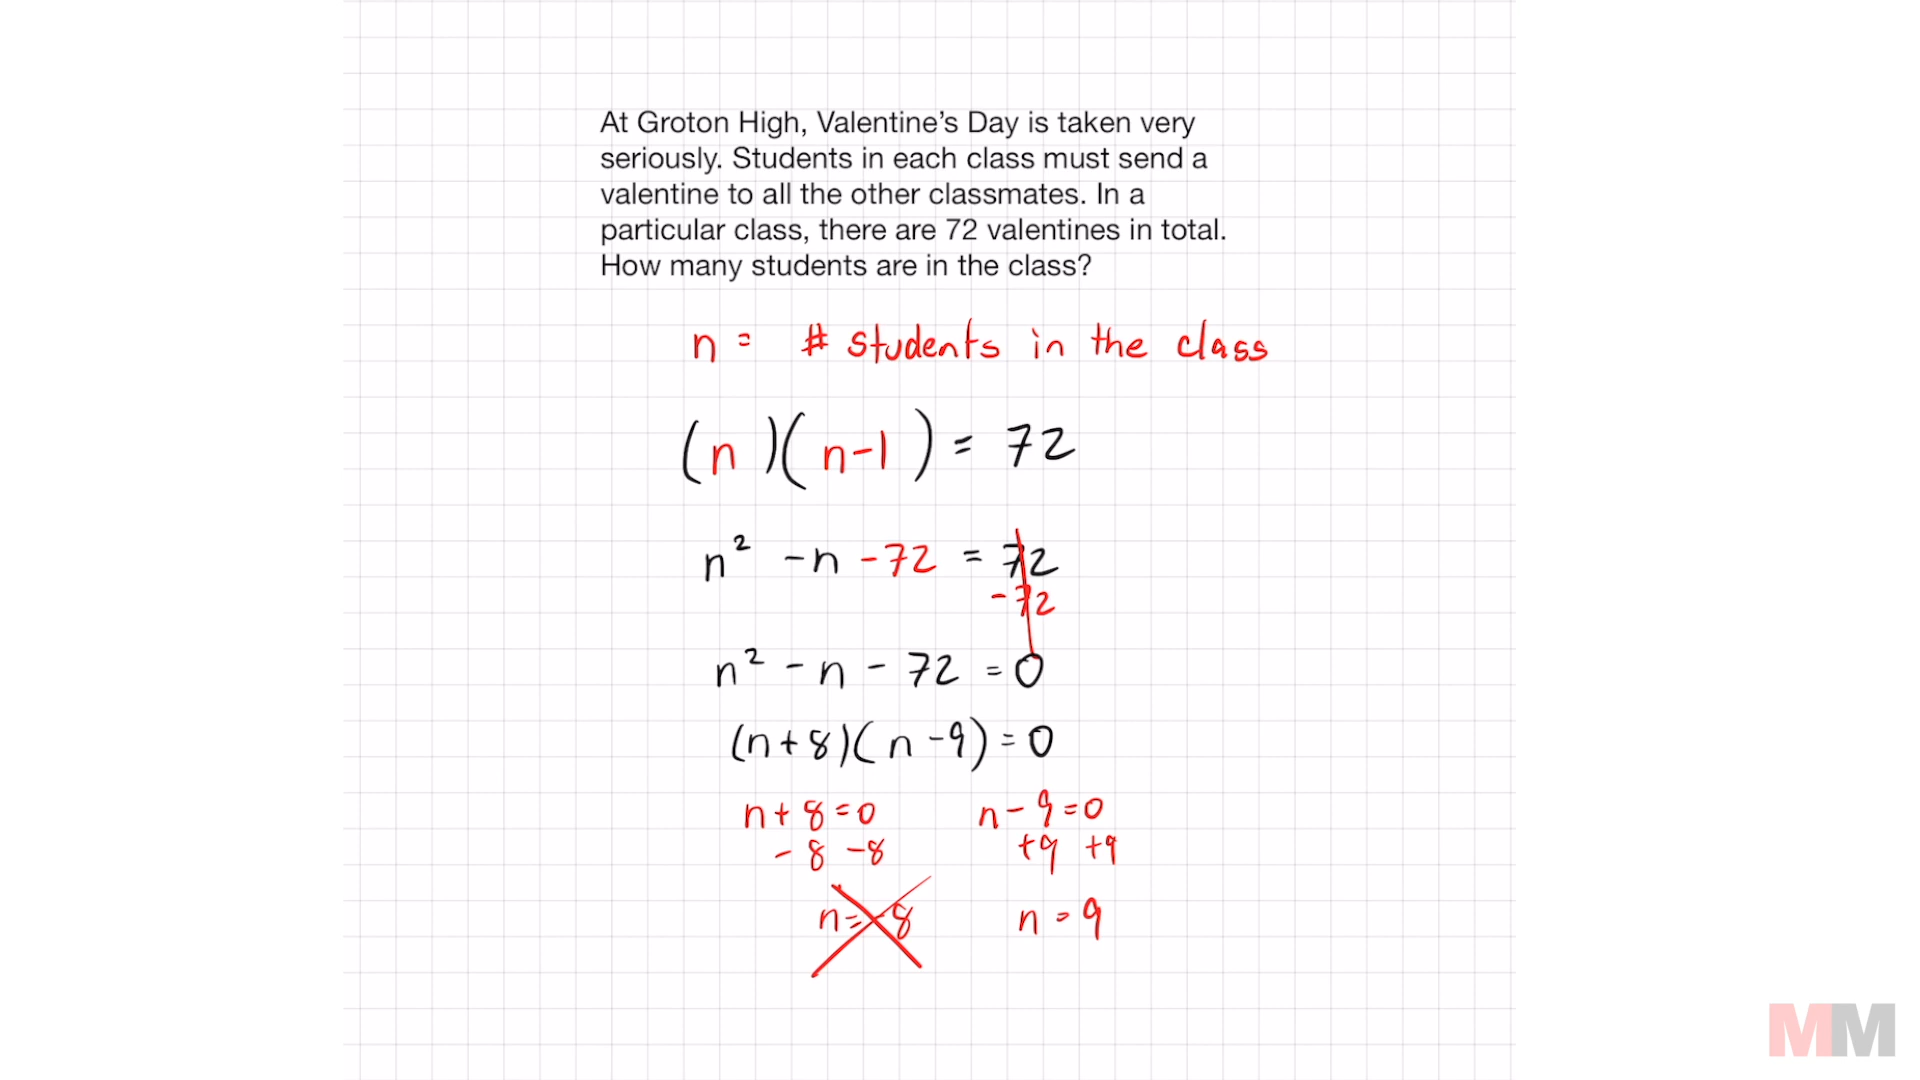 At Groton High, Valentine’s Day is taken very
seriously. Students in each class must send a
valentine to all the other classmates. In a
particular class, there are 72 valentines in total.
How many students are in the class?
n = # students in the class
(n)(n-1) = 72
n² - n - 72 = 72
- 72
n² - n - 72 = 0
(n+8)(n-9) = 0
n + 8 = 0 n - 9 = 0
- 8 - 8 +9 +9
n = -8 n = 9
MM